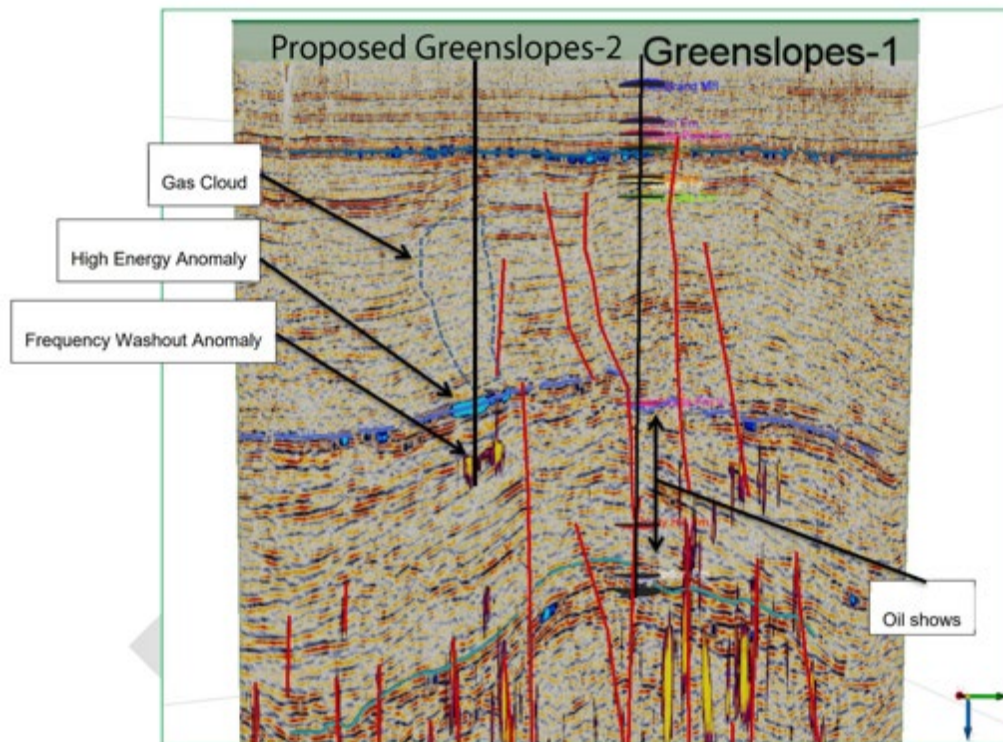 Proposed Greenslopes-2
Greenslopes-1
Gas Cloud
High Energy Anomaly
Frequency Washout Anomaly
Oil shows